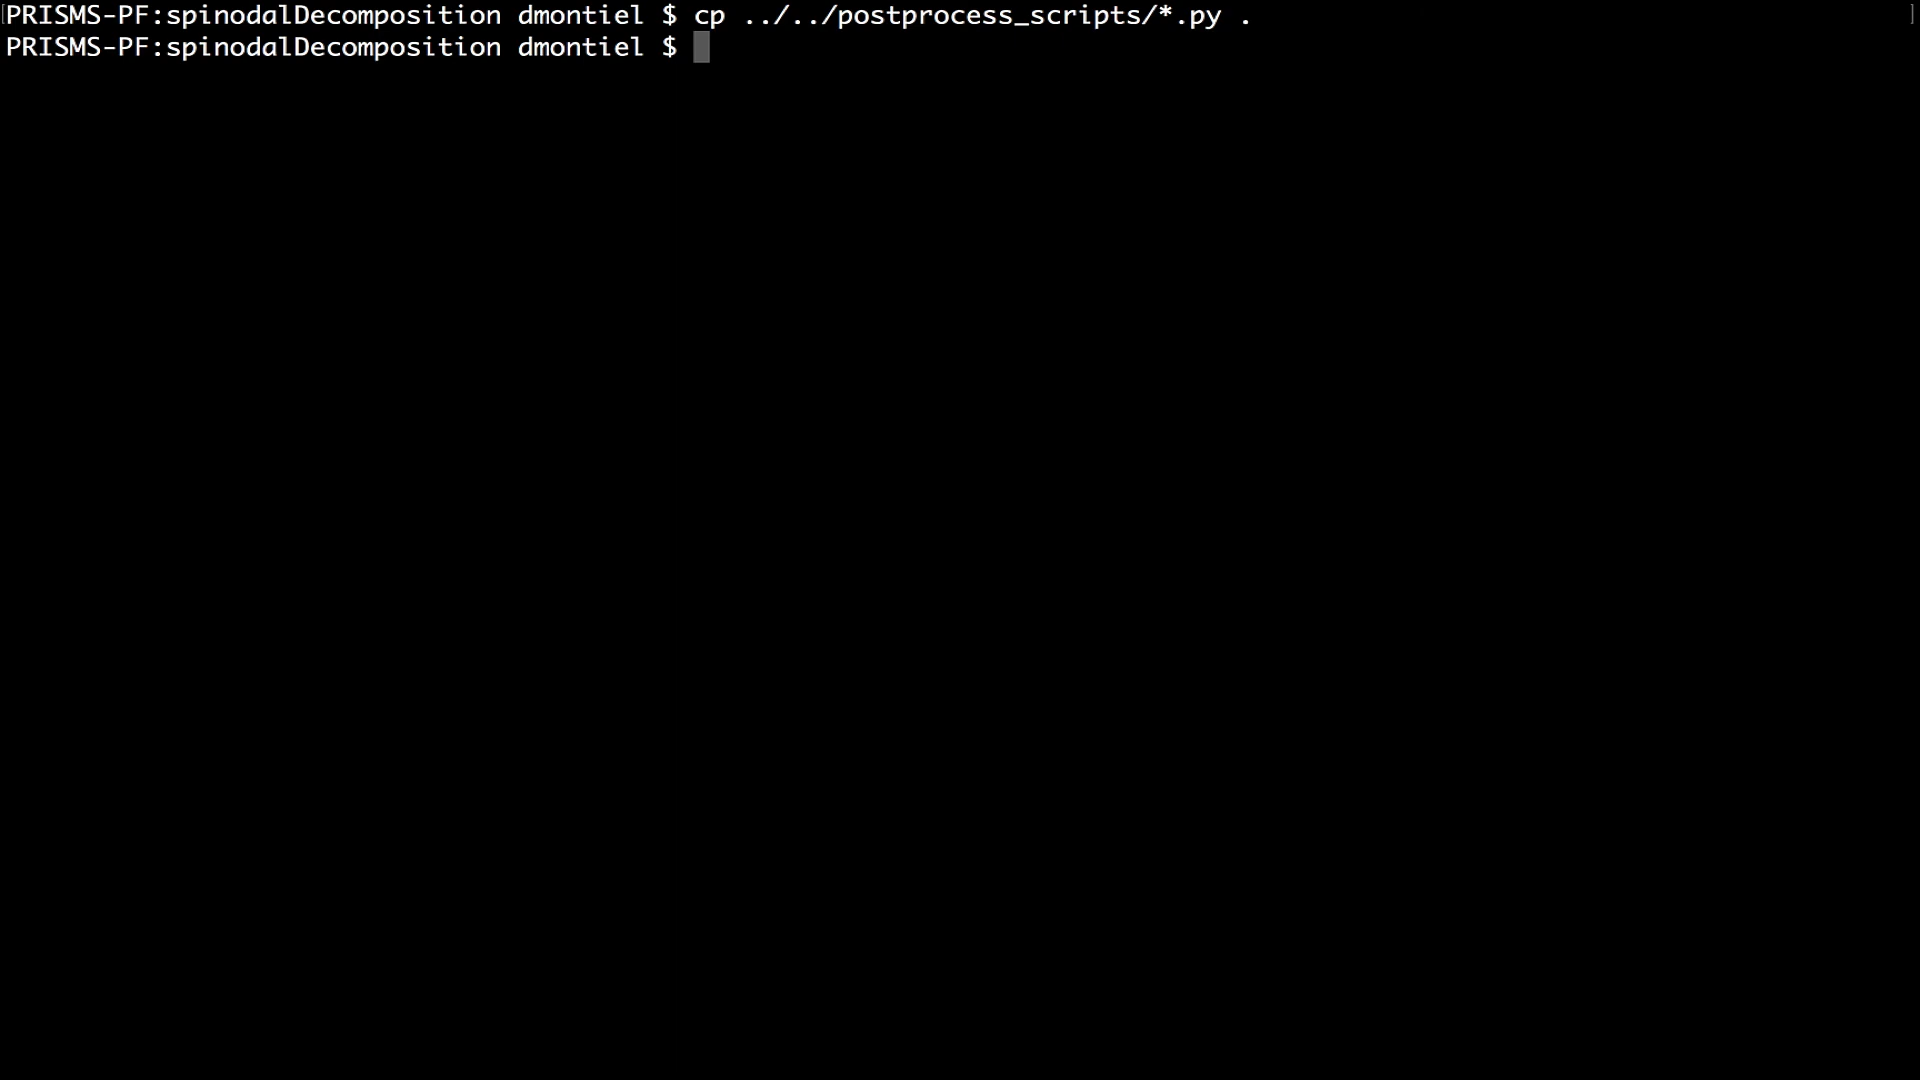 PRISMS-PF:spinodalDecomposition dmontiel $ cp ../../postprocess_scripts/*.py .
PRISMS-PF:spinodalDecomposition dmontiel $